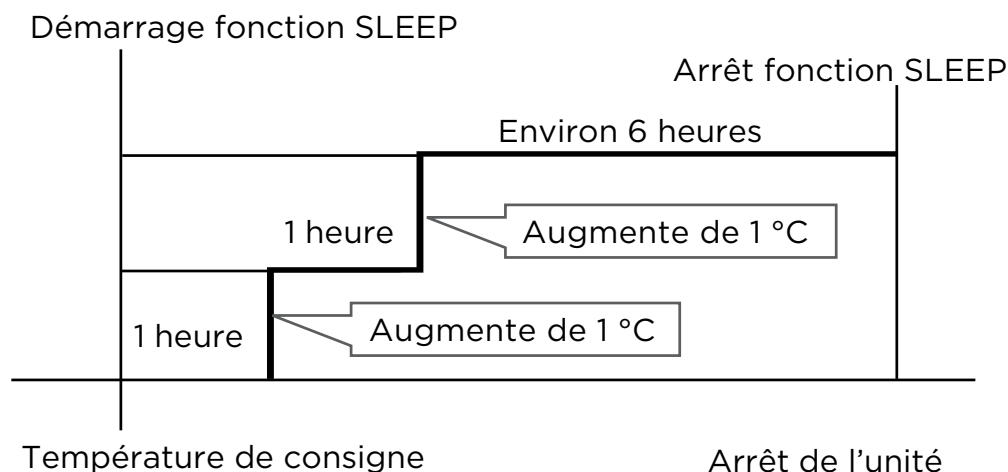 Démarrage fonction SLEEP
Arrêt fonction SLEEP
Environ 6 heures
1 heure
Augmente de 1 °C
1 heure
Augmente de 1 °C
Température de consigne
Arrêt de l'unité